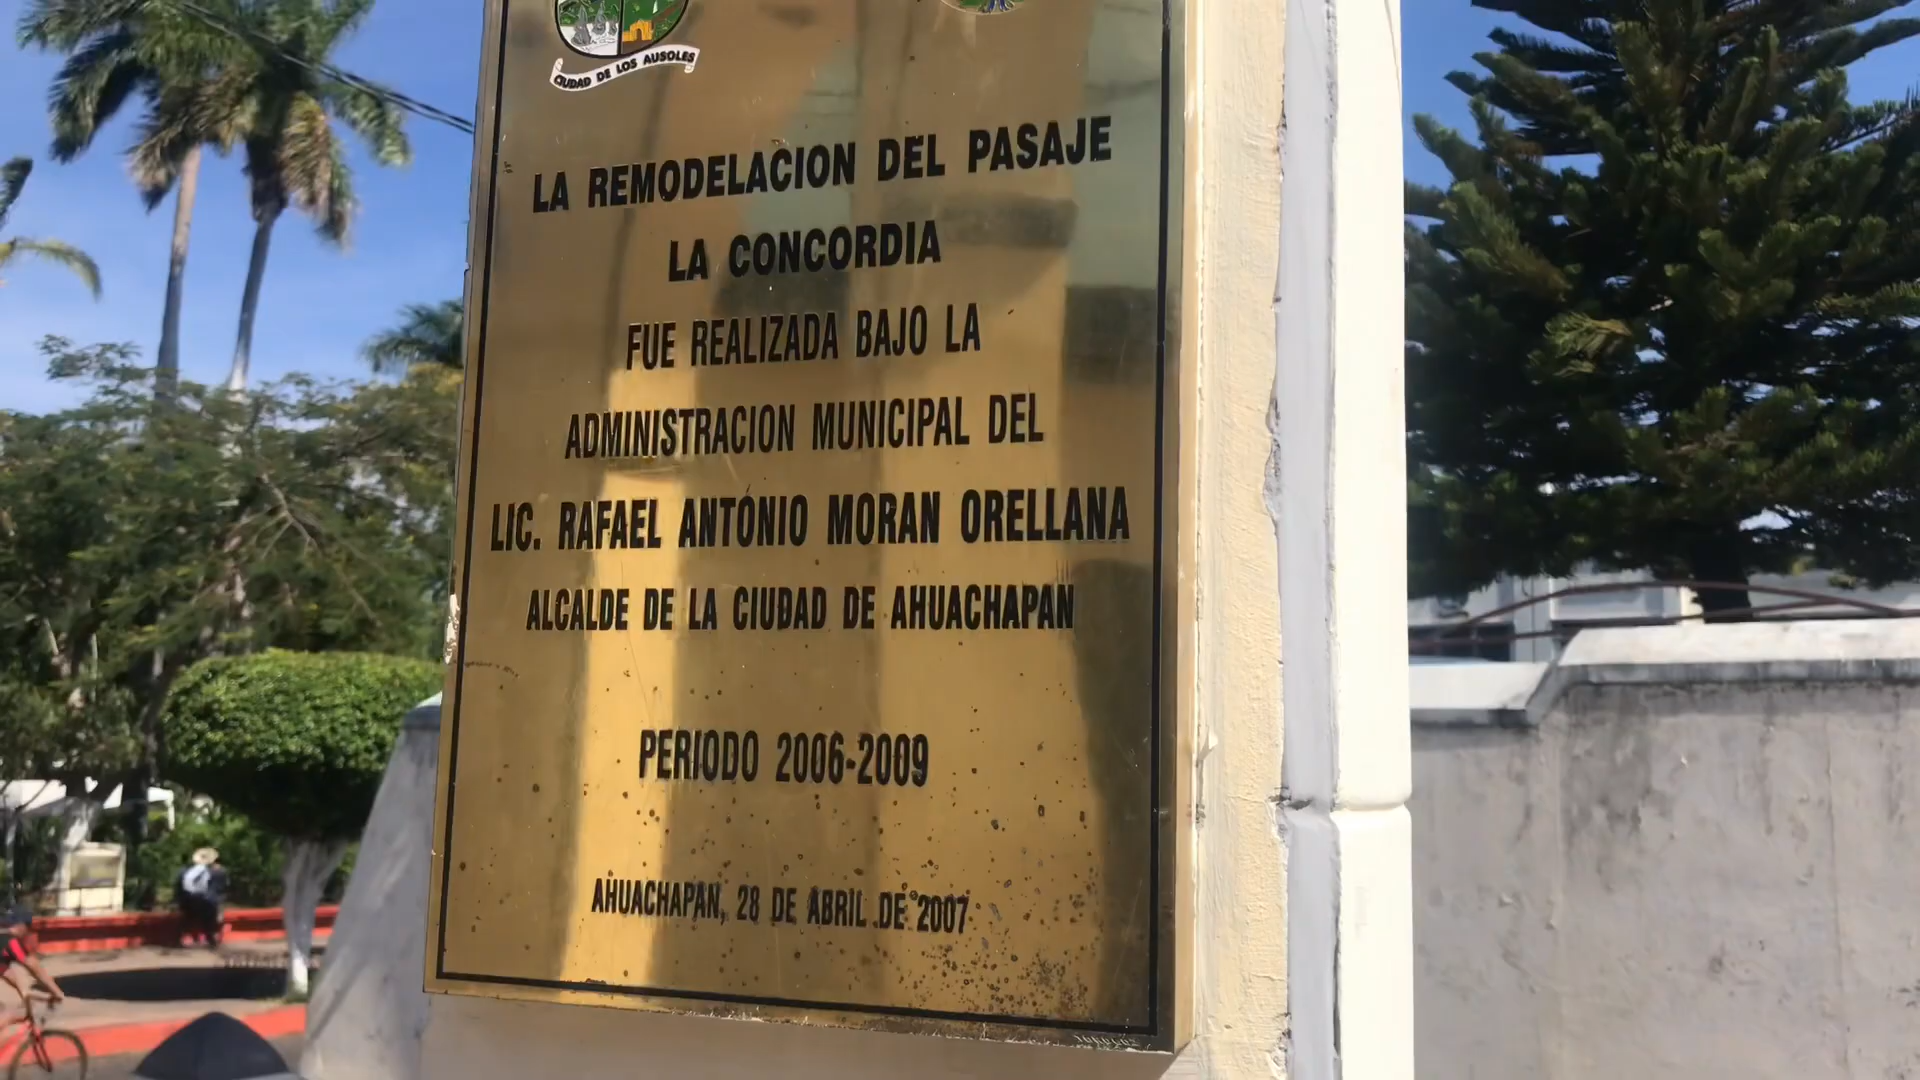 CIUDAD DE LOS AUSOLES
LA REMODELACION DEL PASAJE
LA CONCORDIA
FUE REALIZADA BAJO LA
ADMINISTRACION MUNICIPAL DEL
LIC. RAFAEL ANTONIO MORAN ORELLANA
ALCALDE DE LA CIUDAD DE AHUACHAPAN
PERIODO 2006-2009
AHUACHAPAN, 28 DE ABRIL DE 2007